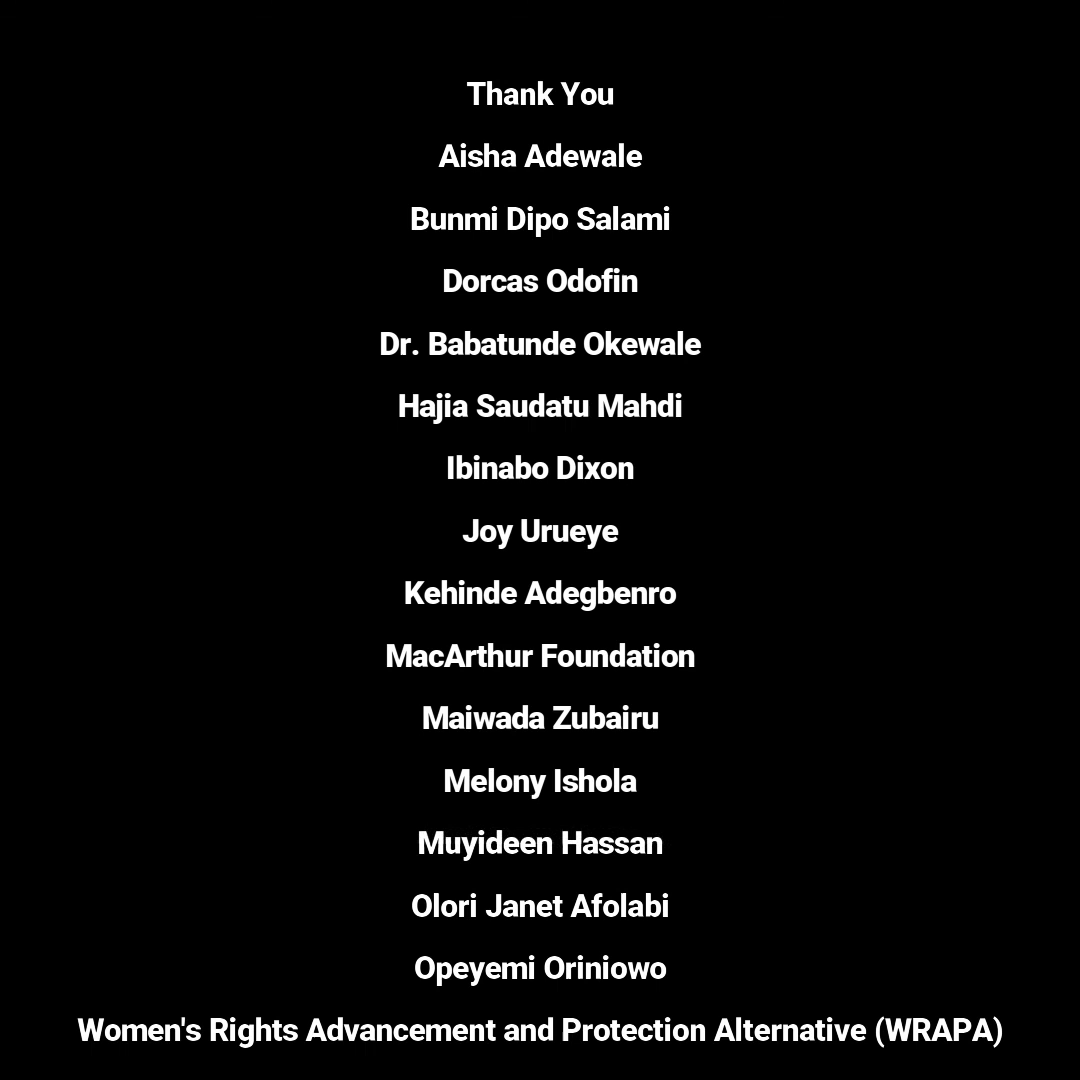 Thank You
Aisha Adewale
Bunmi Dipo Salami
Dorcas Odofin
Dr. Babatunde Okewale
Hajia Saudatu Mahdi
Ibinabo Dixon
Joy Urueye
Kehinde Adegbenro
MacArthur Foundation
Maiwada Zubairu
Melony Ishola
Muyideen Hassan
Olori Janet Afolabi
Opeyemi Oriniowo
Women's Rights Advancement and Protection Alternative (WRAPA)